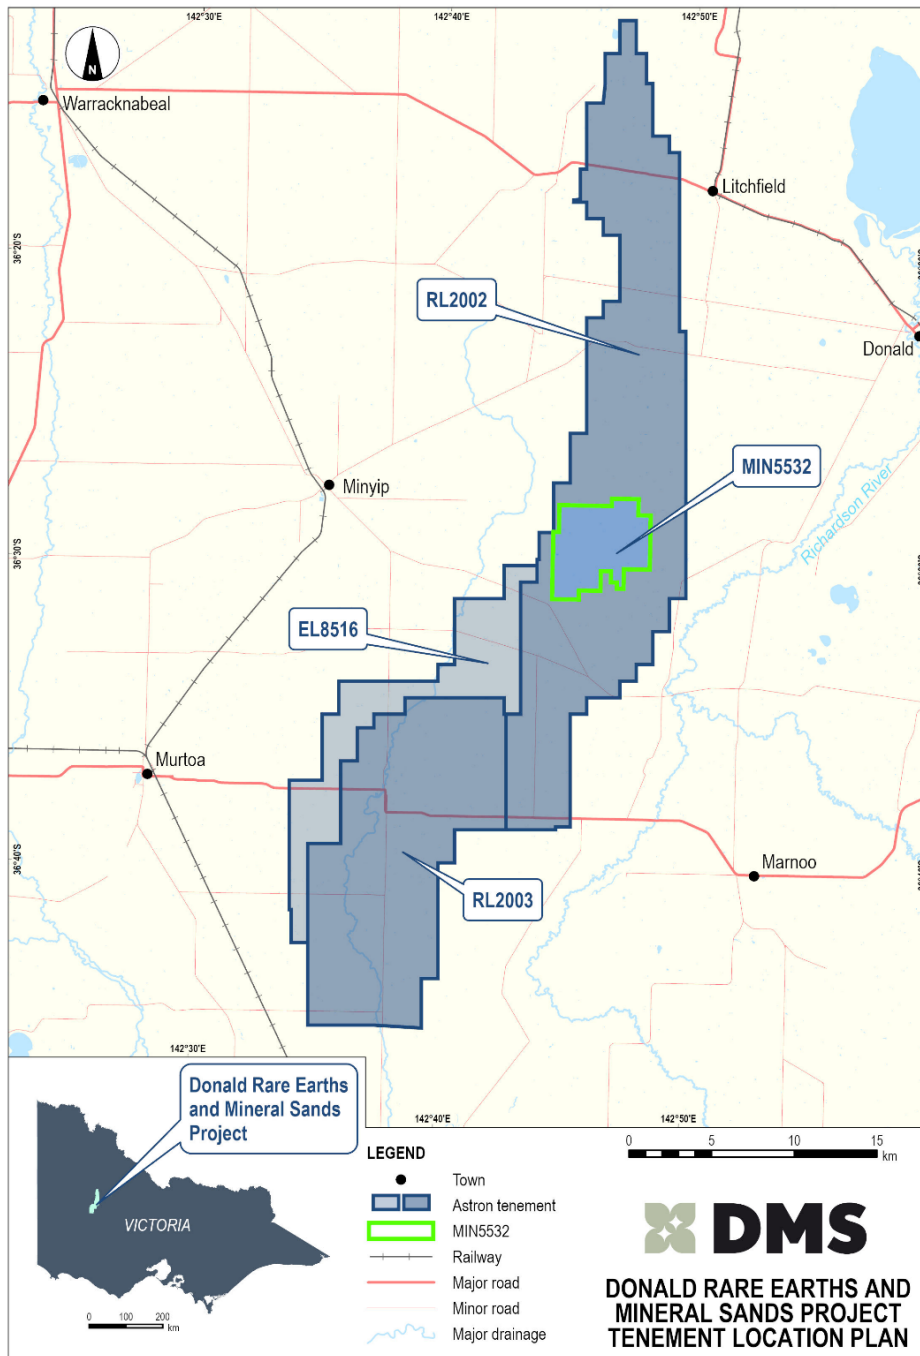 142°30'E
142°40'E
142°50'E
N
Warracknabeal
Litchfield
36°20'S
RL2002
Donald
MIN5532
Minyip
Richardson River
36°30'S
EL8516
Murtoa
36°40'S
Marnoo
RL2003
142°30'E
142°40'E
142°50'E
Donald Rare Earths
and Mineral Sands
Project
VICTORIA
0 100 200
km
LEGEND
Town
Astron tenement
MIN5532
Railway
Major road
Minor road
Major drainage
0 5 10 15
km
DMS
DONALD RARE EARTHS AND
MINERAL SANDS PROJECT
TENEMENT LOCATION PLAN